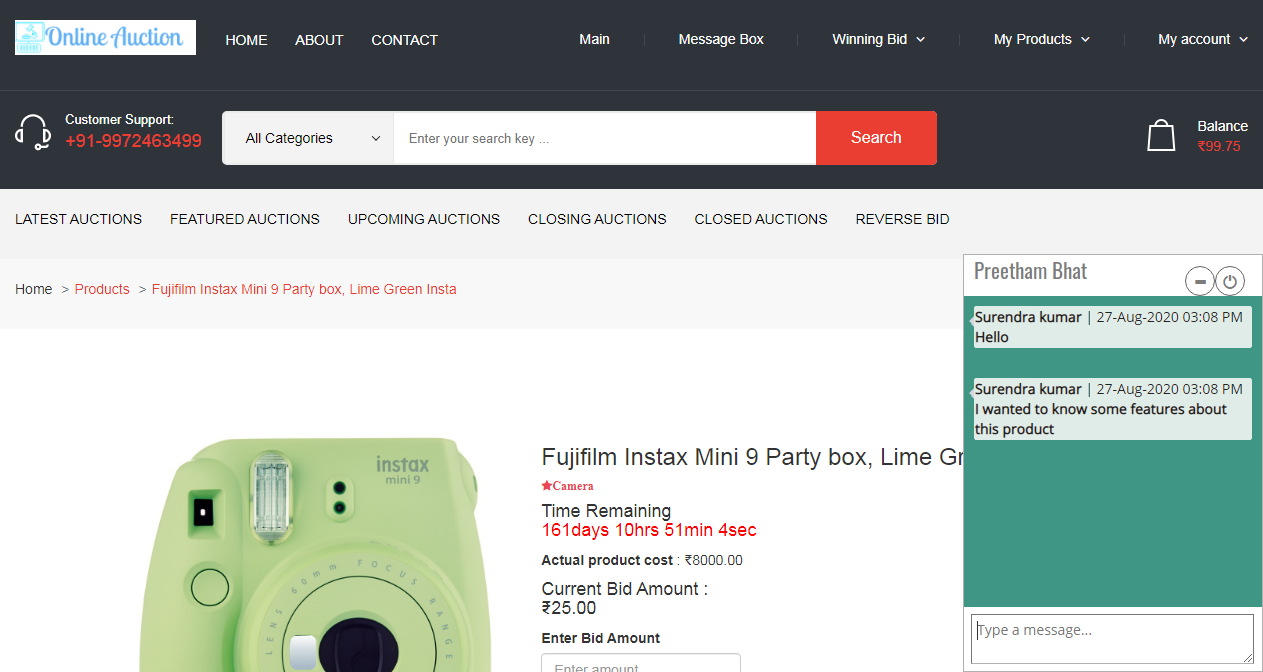 Online Auction
HOME
ABOUT
CONTACT
Main
Message Box
Winning Bid
My Products
My account
Customer Support:
+91-9972463499
All Categories
Enter your search key ...
Search
Balance
₹99.75
LATEST AUCTIONS
FEATURED AUCTIONS
UPCOMING AUCTIONS
CLOSING AUCTIONS
CLOSED AUCTIONS
REVERSE BID
Home > Products > Fujifilm Instax Mini 9 Party box, Lime Green Insta
instax
mini 9
LENS 60mm FOCUS RANGE
Fujifilm Instax Mini 9 Party box, Lime Gr
Camera
Time Remaining
161days 10hrs 51min 4sec
Actual product cost : ₹8000.00
Current Bid Amount :
₹25.00
Enter Bid Amount
Enter amount
Preetham Bhat
Surendra kumar | 27-Aug-2020 03:08 PM
Hello
Surendra kumar | 27-Aug-2020 03:08 PM
I wanted to know some features about
this product
Type a message...